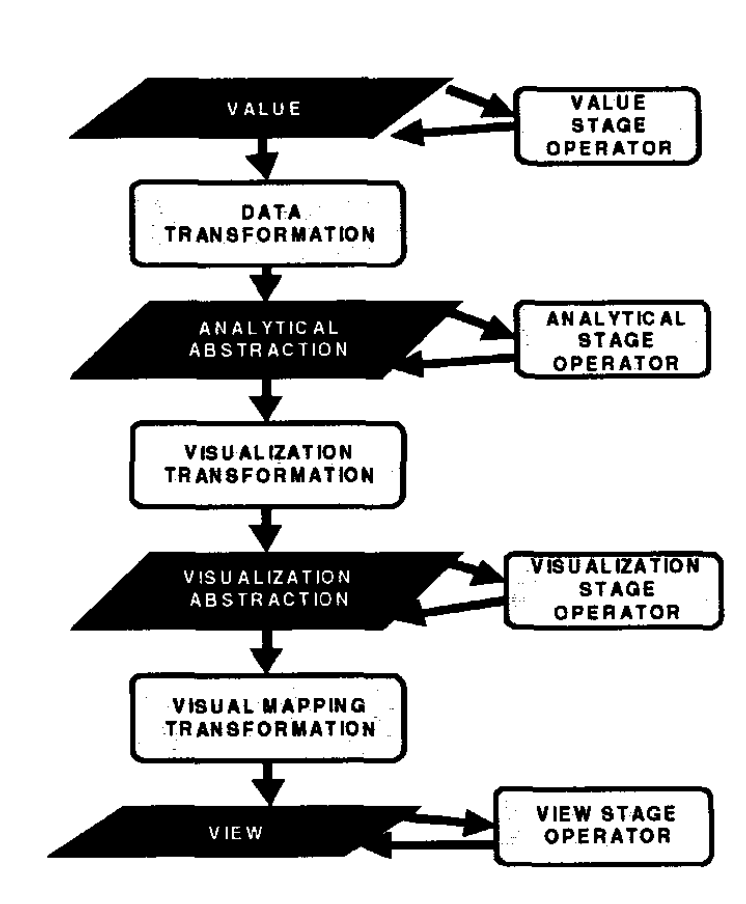 VALUE
VALUE
STAGE
OPERATOR
DATA
TRANSFORMATION
ANALYTICAL
ABSTRACTION
ANALYTICAL
STAGE
OPERATOR
VISUALIZATION
TRANSFORMATION
VISUALIZATION
ABSTRACTION
VISUALIZATION
STAGE
OPERATOR
VISUAL MAPPING
TRANSFORMATION
VIEW
VIEW STAGE
OPERATOR